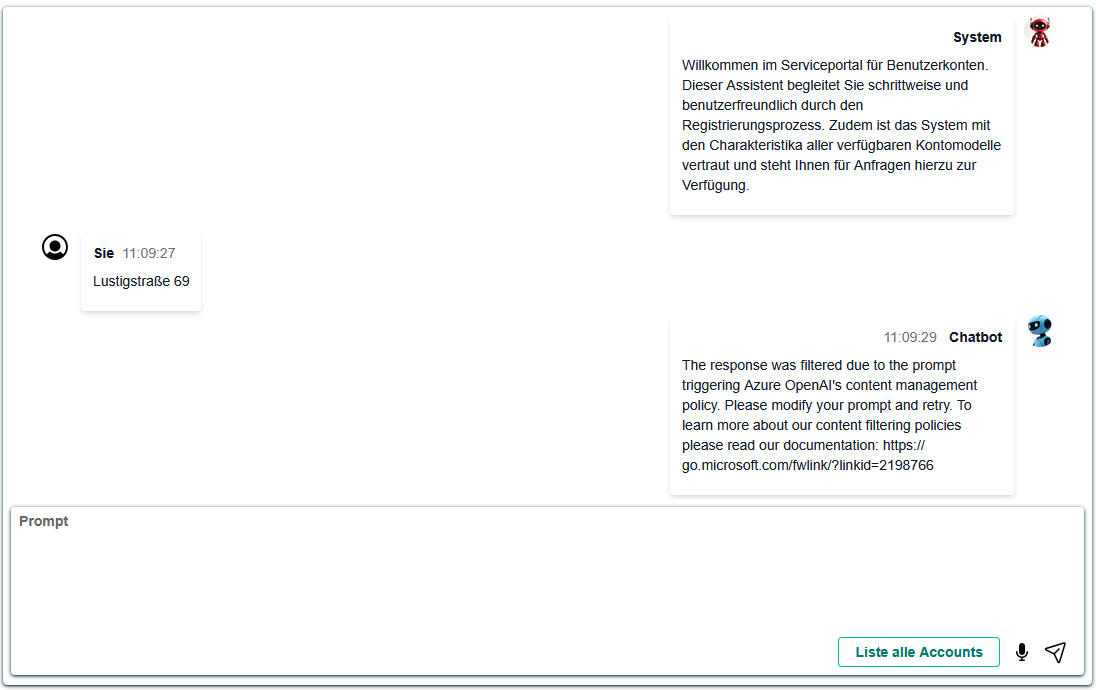 System
Willkommen im Serviceportal für Benutzerkonten.
Dieser Assistent begleitet Sie schrittweise und
benutzerfreundlich durch den
Registrierungsprozess. Zudem ist das System mit
den Charakteristika aller verfügbaren Kontomodelle
vertraut und steht Ihnen für Anfragen hierzu zur
Verfügung.
Sie 11:09:27
Lustigstraße 69
11:09:29 Chatbot
The response was filtered due to the prompt
triggering Azure OpenAI's content management
policy. Please modify your prompt and retry. To
learn more about our content filtering policies
please read our documentation: https://
go.microsoft.com/fwlink/?linkid=2198766
Prompt
Liste alle Accounts